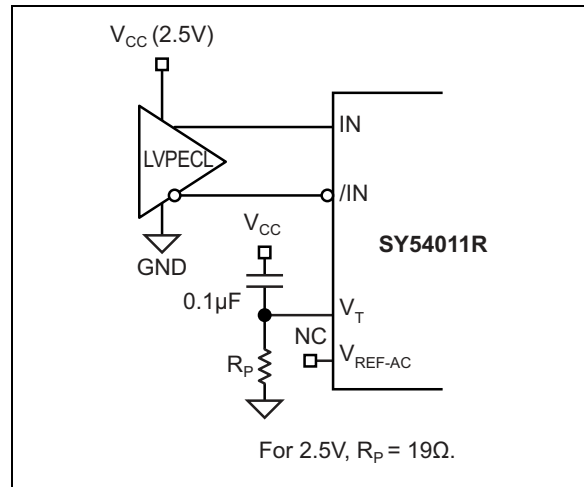 V_CC (2.5V)
LVPECL
IN
/IN
GND
SY54011R
V_CC
0.1µF
V_T
NC
V_REF-AC
R_P
For 2.5V, R_P = 19Ω.